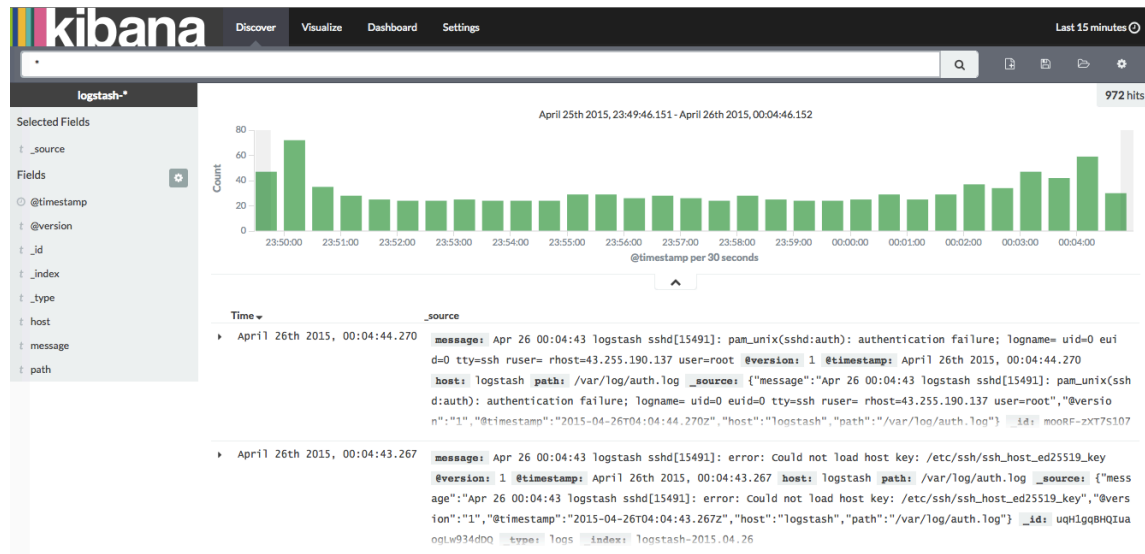 kibana
Discover Visualize Dashboard Settings Last 15 minutes
*
logstash-*
972 hits
Selected Fields
t _source
Fields
@timestamp
t @version
t _id
t _index
t _type
t host
t message
t path
April 25th 2015, 23:49:46.151 - April 26th 2015, 00:04:46.152
Count
80
60
40
20
0
23:50:00 23:51:00 23:52:00 23:53:00 23:54:00 23:55:00 23:56:00 23:57:00 23:58:00 23:59:00 00:00:00 00:01:00 00:02:00 00:03:00 00:04:00
@timestamp per 30 seconds
Time _source
April 26th 2015, 00:04:44.270 message: Apr 26 00:04:43 logstash sshd[15491]: pam_unix(sshd:auth): authentication failure; logname= uid=0 eui
d=0 tty=ssh ruser= rhost=43.255.190.137 user=root @version: 1 @timestamp: April 26th 2015, 00:04:44.270
host: logstash path: /var/log/auth.log _source: {"message":"Apr 26 00:04:43 logstash sshd[15491]: pam_unix(ssh
d:auth): authentication failure; logname= uid=0 euid=0 tty=ssh ruser= rhost=43.255.190.137 user=root","@versio
n":"1","@timestamp":"2015-04-26T04:04:44.270Z","host":"logstash","path":"/var/log/auth.log"} _id: mooRF-zXT7S107
April 26th 2015, 00:04:43.267 message: Apr 26 00:04:43 logstash sshd[15491]: error: Could not load host key: /etc/ssh/ssh_host_ed25519_key
@version: 1 @timestamp: April 26th 2015, 00:04:43.267 host: logstash path: /var/log/auth.log _source: {"mess
age":"Apr 26 00:04:43 logstash sshd[15491]: error: Could not load host key: /etc/ssh/ssh_host_ed25519_key","@vers
ion":"1","@timestamp":"2015-04-26T04:04:43.267Z","host":"logstash","path":"/var/log/auth.log"} _id: uqHlgqBHQIua
ogLw934dDQ _type: logs _index: logstash-2015.04.26